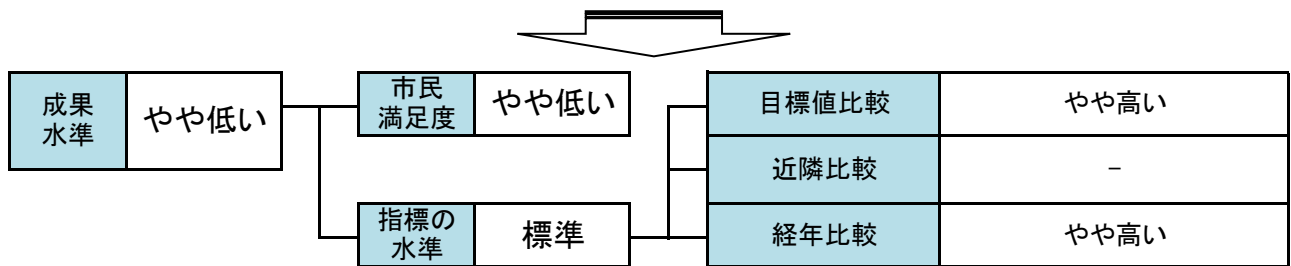 成果
水準
やや低い
市民
満足度
やや低い
指標の
水準
標準
目標値比較
やや高い
近隣比較
－
経年比較
やや高い